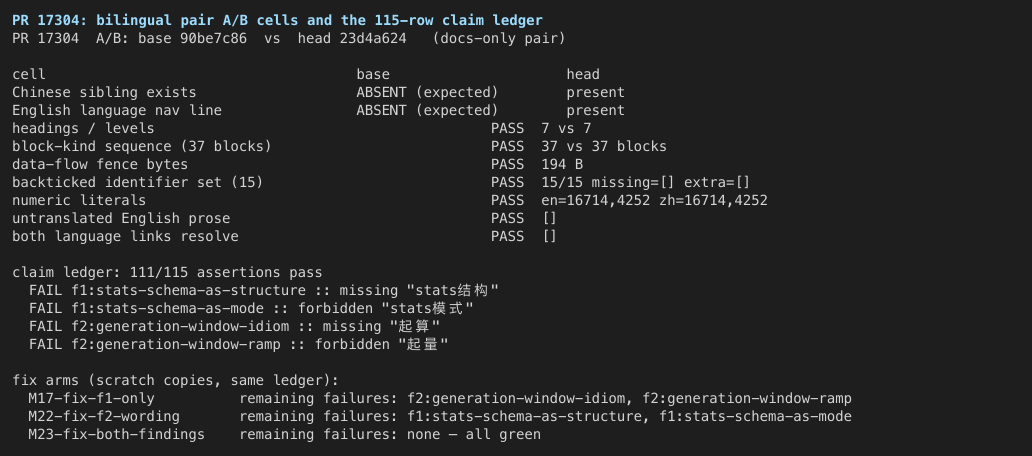 PR 17304: bilingual pair A/B cells and the 115-row claim ledger
PR 17304  A/B: base 90be7c86  vs  head 23d4a624   (docs-only pair)
cell                                     base                     head
Chinese sibling exists                   ABSENT (expected)        present
English language nav line                ABSENT (expected)        present
headings / levels                                        PASS  7 vs 7
block-kind sequence (37 blocks)                          PASS  37 vs 37 blocks
data-flow fence bytes                                    PASS  194 B
backticked identifier set (15)                           PASS  15/15 missing=[] extra=[]
numeric literals                                         PASS  en=16714,4252 zh=16714,4252
untranslated English prose                               PASS  []
both language links resolve                              PASS  []
claim ledger: 111/115 assertions pass
  FAIL f1:stats-schema-as-structure :: missing "stats结构"
  FAIL f1:stats-schema-as-mode :: forbidden "stats模式"
  FAIL f2:generation-window-idiom :: missing "起算"
  FAIL f2:generation-window-ramp :: forbidden "起量"
fix arms (scratch copies, same ledger):
  M17-fix-f1-only          remaining failures: f2:generation-window-idiom, f2:generation-window-ramp
  M22-fix-f2-wording       remaining failures: f1:stats-schema-as-structure, f1:stats-schema-as-mode
  M23-fix-both-findings    remaining failures: none — all green